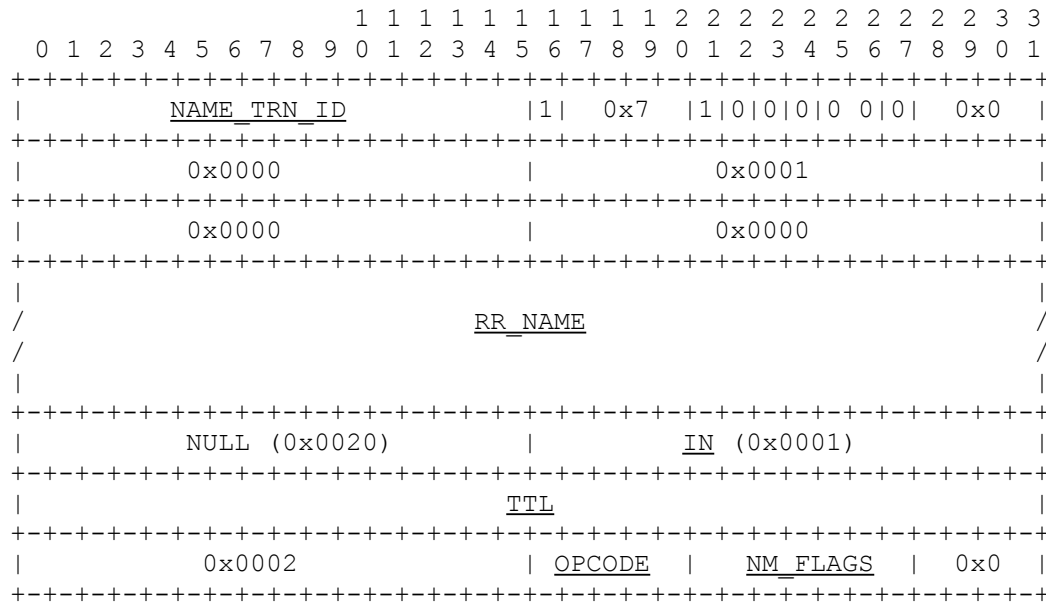 1 1 1 1 1 1 1 1 1 1 2 2 2 2 2 2 2 2 2 2 3 3
0 1 2 3 4 5 6 7 8 9 0 1 2 3 4 5 6 7 8 9 0 1 2 3 4 5 6 7 8 9 0 1
+-+-+-+-+-+-+-+-+-+-+-+-+-+-+-+-+-+-+-+-+-+-+-+-+-+-+-+-+-+-+-+-+
| NAME_TRN_ID |1| 0x7 |1|0|0|0|0 0|0| 0x0 |
+-+-+-+-+-+-+-+-+-+-+-+-+-+-+-+-+-+-+-+-+-+-+-+-+-+-+-+-+-+-+-+-+
| 0x0000 | 0x0001 |
+-+-+-+-+-+-+-+-+-+-+-+-+-+-+-+-+-+-+-+-+-+-+-+-+-+-+-+-+-+-+-+-+
| 0x0000 | 0x0000 |
+-+-+-+-+-+-+-+-+-+-+-+-+-+-+-+-+-+-+-+-+-+-+-+-+-+-+-+-+-+-+-+-+
| |
/ RR_NAME /
/ /
| |
+-+-+-+-+-+-+-+-+-+-+-+-+-+-+-+-+-+-+-+-+-+-+-+-+-+-+-+-+-+-+-+-+
| NULL (0x0020) | IN (0x0001) |
+-+-+-+-+-+-+-+-+-+-+-+-+-+-+-+-+-+-+-+-+-+-+-+-+-+-+-+-+-+-+-+-+
| TTL |
+-+-+-+-+-+-+-+-+-+-+-+-+-+-+-+-+-+-+-+-+-+-+-+-+-+-+-+-+-+-+-+-+
| 0x0002 | OPCODE | NM_FLAGS | 0x0 |
+-+-+-+-+-+-+-+-+-+-+-+-+-+-+-+-+-+-+-+-+-+-+-+-+-+-+-+-+-+-+-+-+